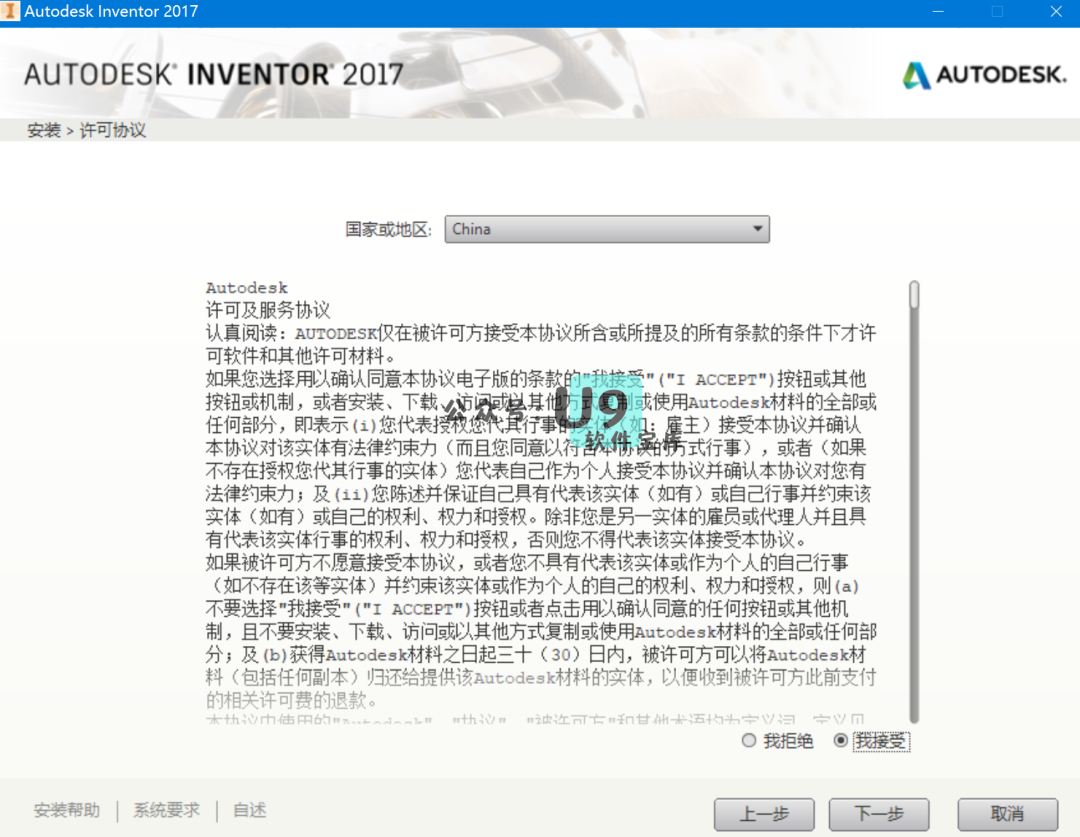 Autodesk Inventor 2017
AUTODESK® INVENTOR® 2017
AUTODESK.
安装 > 许可协议
国家或地区:
China
Autodesk
许可及服务协议
认真阅读：AUTODESK仅在被许可方接受本协议所含或所提及的所有条款的条件下才许
可软件和其他许可材料。
如果您选择用以确认同意本协议电子版的条款的"我接受"("I ACCEPT")按钮或其他
按钮或机制，或者安装、下载、访问或以其他方式复制或使用Autodesk材料的全部或
任何部分，即表示(i)您代表授权您代其行事的实体（如：雇主）接受本协议并确认
本协议对该实体有法律约束力（而且您同意以符合本协议的方式行事），或者（如果
不存在授权您代其行事的实体）您代表自己作为个人接受本协议并确认本协议对您有
法律约束力；及(ii)您陈述并保证自己具有代表该实体（如有）或自己行事并约束该
实体（如有）或自己的权利、权力和授权。除非您是另一实体的雇员或代理人并且具
有代表该实体行事的权利、权力和授权，否则您不得代表该实体接受本协议。
如果被许可方不愿意接受本协议，或者您不具有代表该实体或作为个人的自己行事
（如不存在该等实体）并约束该实体或作为个人的自己的权利、权力和授权，则(a)
不要选择"我接受"("I ACCEPT")按钮或者点击用以确认同意的任何按钮或其他机
制，且不要安装、下载、访问或以其他方式复制或使用Autodesk材料的全部或任何部
分；及(b)获得Autodesk材料之日起三十（30）日内，被许可方可以将Autodesk材
料（包括任何副本）归还给提供该Autodesk材料的实体，以便收到被许可方此前支付
的相关许可费的退款。
本协议中使用的"Autodesk"、"协议"、"被许可方"和其他术语均为定义词，定义见
公众号:U9
软件宝库
我拒绝
我接受
安装帮助 | 系统要求 | 自述
上一步
下一步
取消